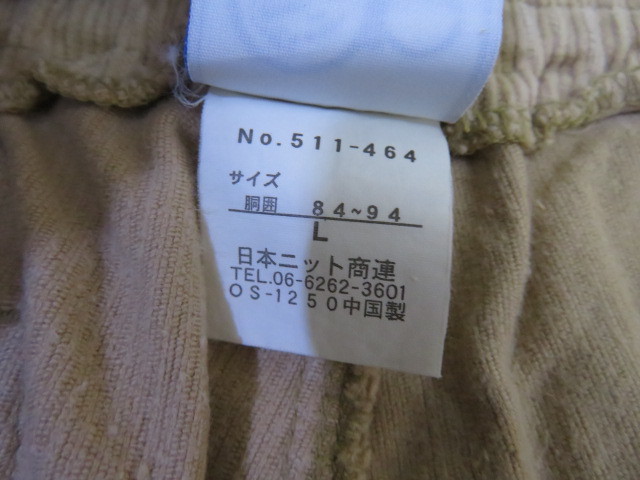 No.511-464
サイズ
胴囲 84~94
L
日本ニット商連
TEL.06-6262-3601
OS-1250中国製